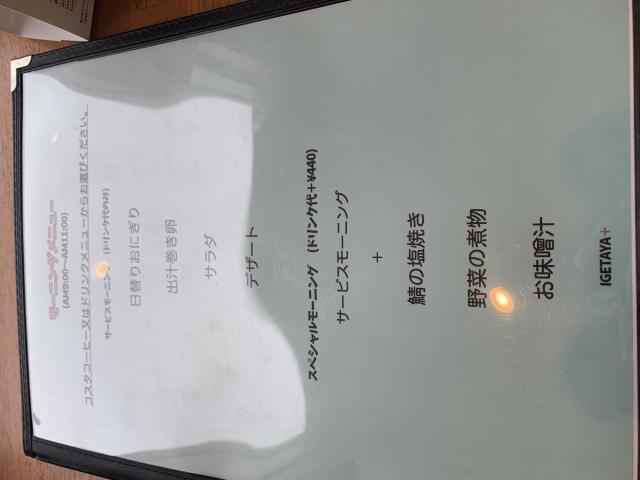 モーニングメニュー
(AM9:00〜AM11:00)
コスタコーヒー又はドリンクメニューからお選びください。
サービスモーニング (ドリンク代のみ)
日替りおにぎり
出汁巻き卵
サラダ
デザート
スペシャルモーニング (ドリンク代+¥440)
サービスモーニング
+
鯖の塩焼き
野菜の煮物
お味噌汁
IGETAYA+